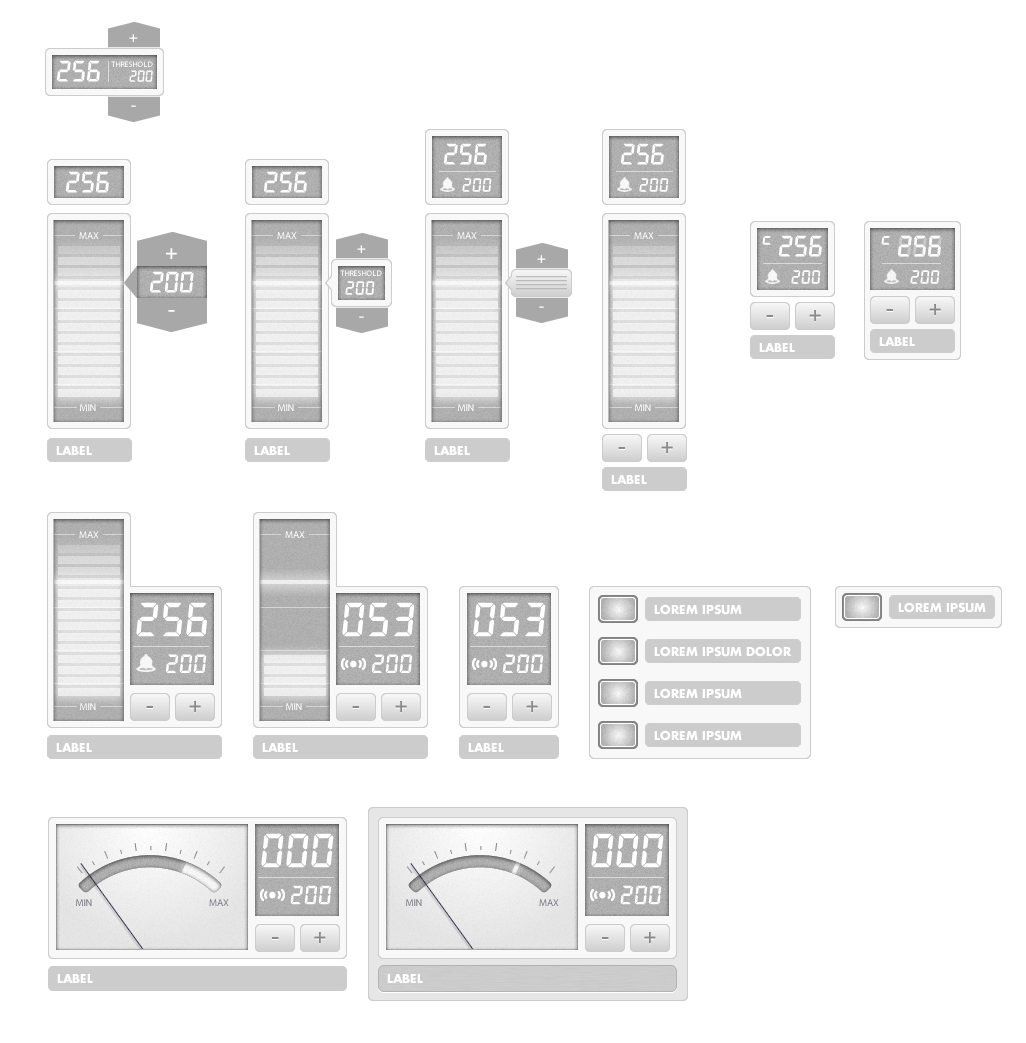 +
256 THRESHOLD
200
-
256
MAX
+
200
-
MIN
LABEL
256
MAX
+
THRESHOLD
200
-
MIN
LABEL
256
200
MAX
+
-
MIN
LABEL
256
200
MAX
MIN
- +
LABEL
C 256
200
- +
LABEL
C 256
200
- +
LABEL
MAX
256
200
MIN
- +
LABEL
MAX
053
200
MIN
- +
LABEL
053
200
- +
LABEL
LOREM IPSUM
LOREM IPSUM DOLOR
LOREM IPSUM
LOREM IPSUM
LOREM IPSUM
MIN MAX
000
200
- +
LABEL
MIN MAX
000
200
- +
LABEL